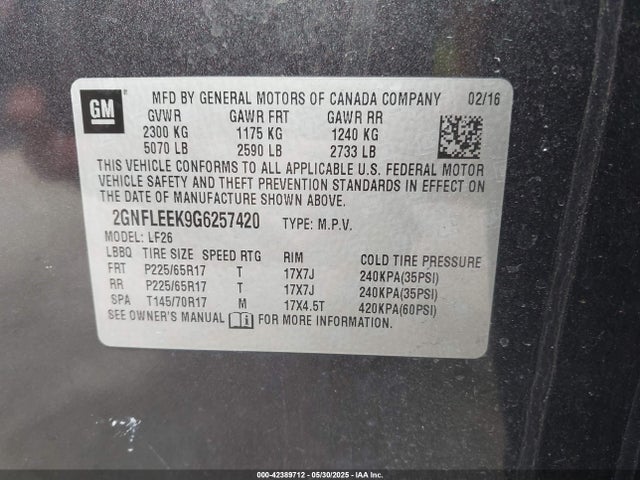 GM
MFD BY GENERAL MOTORS OF CANADA COMPANY 02/16
GVWR GAWR FRT GAWR RR
2300 KG 1175 KG 1240 KG
5070 LB 2590 LB 2733 LB
THIS VEHICLE CONFORMS TO ALL APPLICABLE U.S. FEDERAL MOTOR
VEHICLE SAFETY AND THEFT PREVENTION STANDARDS IN EFFECT ON
THE DATE OF MANUFACTURE SHOWN ABOVE.
2GNFLEEK9G6257420 TYPE: M.P.V.
MODEL: LF26
LBBQ TIRE SIZE SPEED RTG RIM COLD TIRE PRESSURE
FRT P225/65R17 T 17X7J 240KPA(35PSI)
RR P225/65R17 T 17X7J 240KPA(35PSI)
SPA T145/70R17 M 17X4.5T 420KPA(60PSI)
SEE OWNER'S MANUAL FOR MORE INFORMATION.
000-42389712 - 05/30/2025 - IAA Inc.